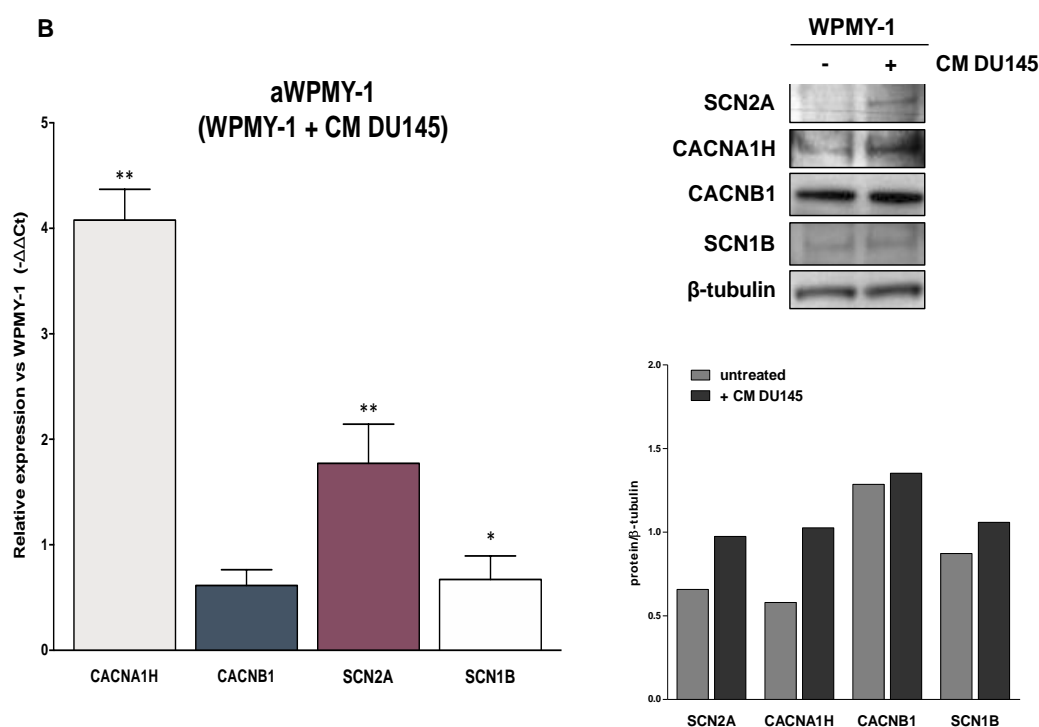 B
aWPMY-1
(WPMY-1 + CM DU145)
Relative expression vs WPMY-1 (-ΔΔCt)
5
4
3
2
1
0
**
**
*
CACNA1H CACNB1 SCN2A SCN1B
WPMY-1
- + CM DU145
SCN2A
CACNA1H
CACNB1
SCN1B
β-tubulin
untreated
+ CM DU145
protein/β-tubulin
2.0
1.5
1.0
0.5
0.0
SCN2A CACNA1H CACNB1 SCN1B